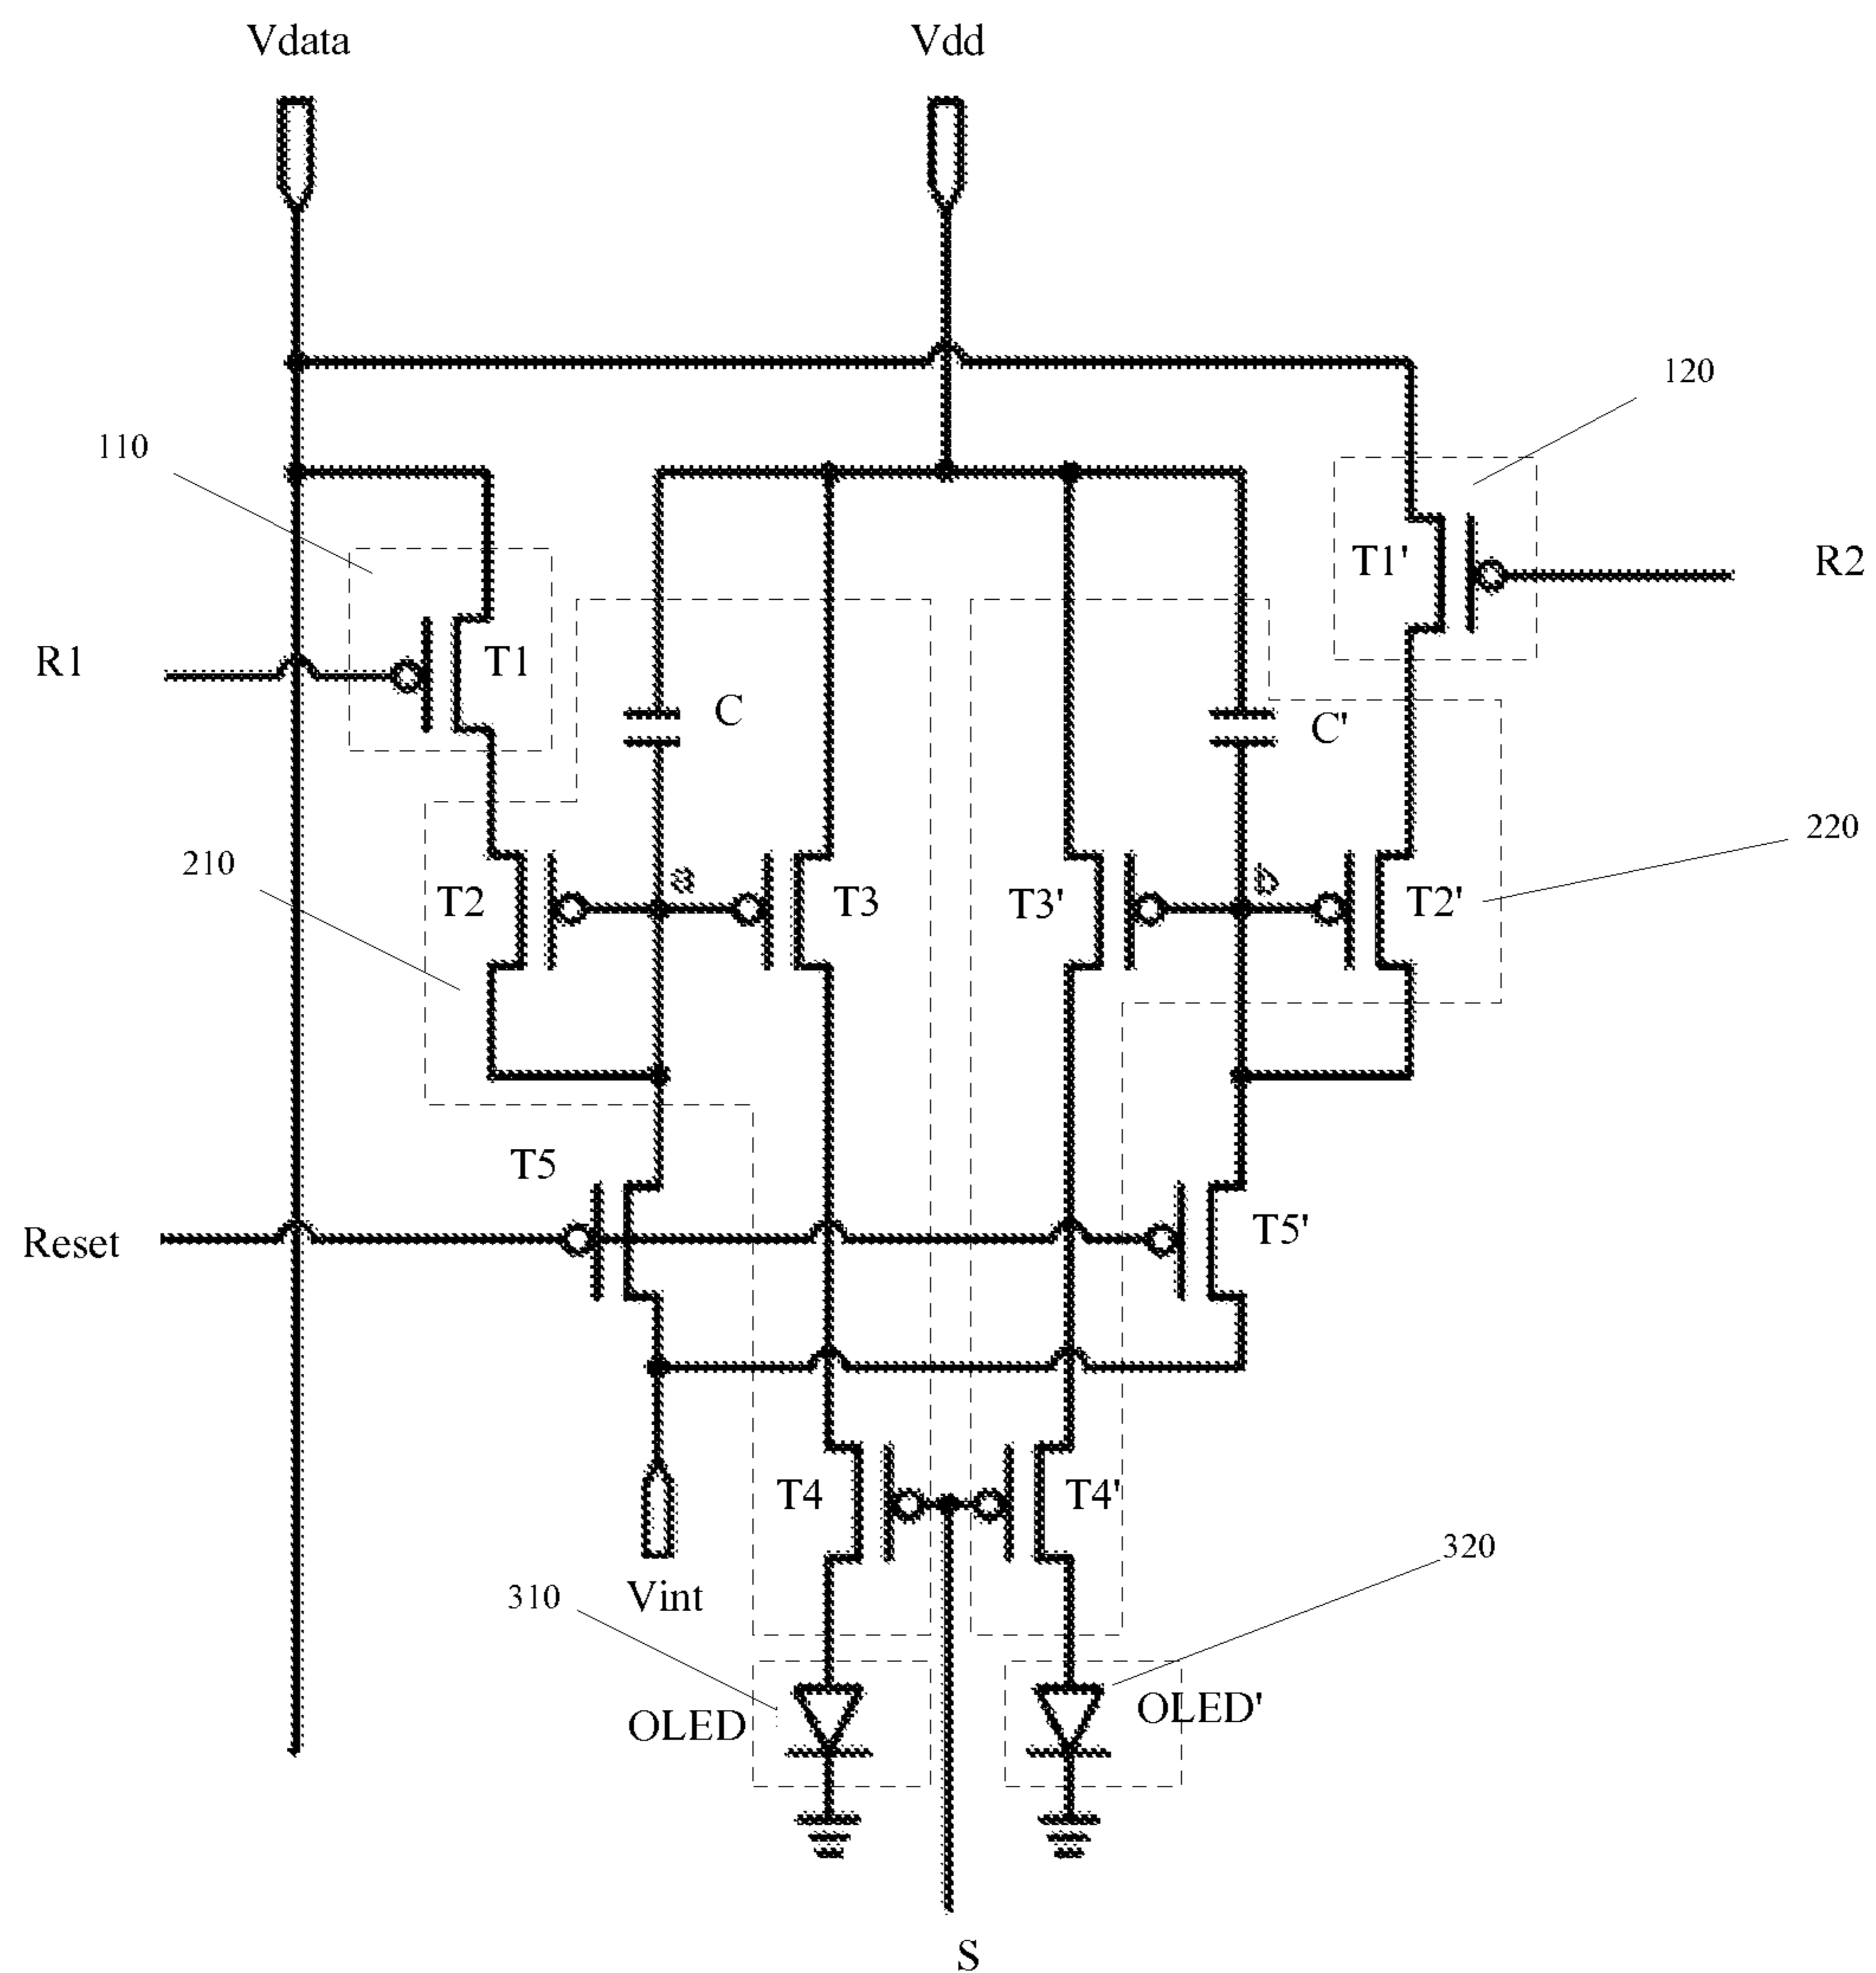 Vdata
Vdd
120
110
T1'
R2
R1
T1
C
C'
220
210
a
b
T2
T3
T3'
T2'
T5
T5'
Reset
T4
T4'
320
310
Vint
OLED
OLED'
S